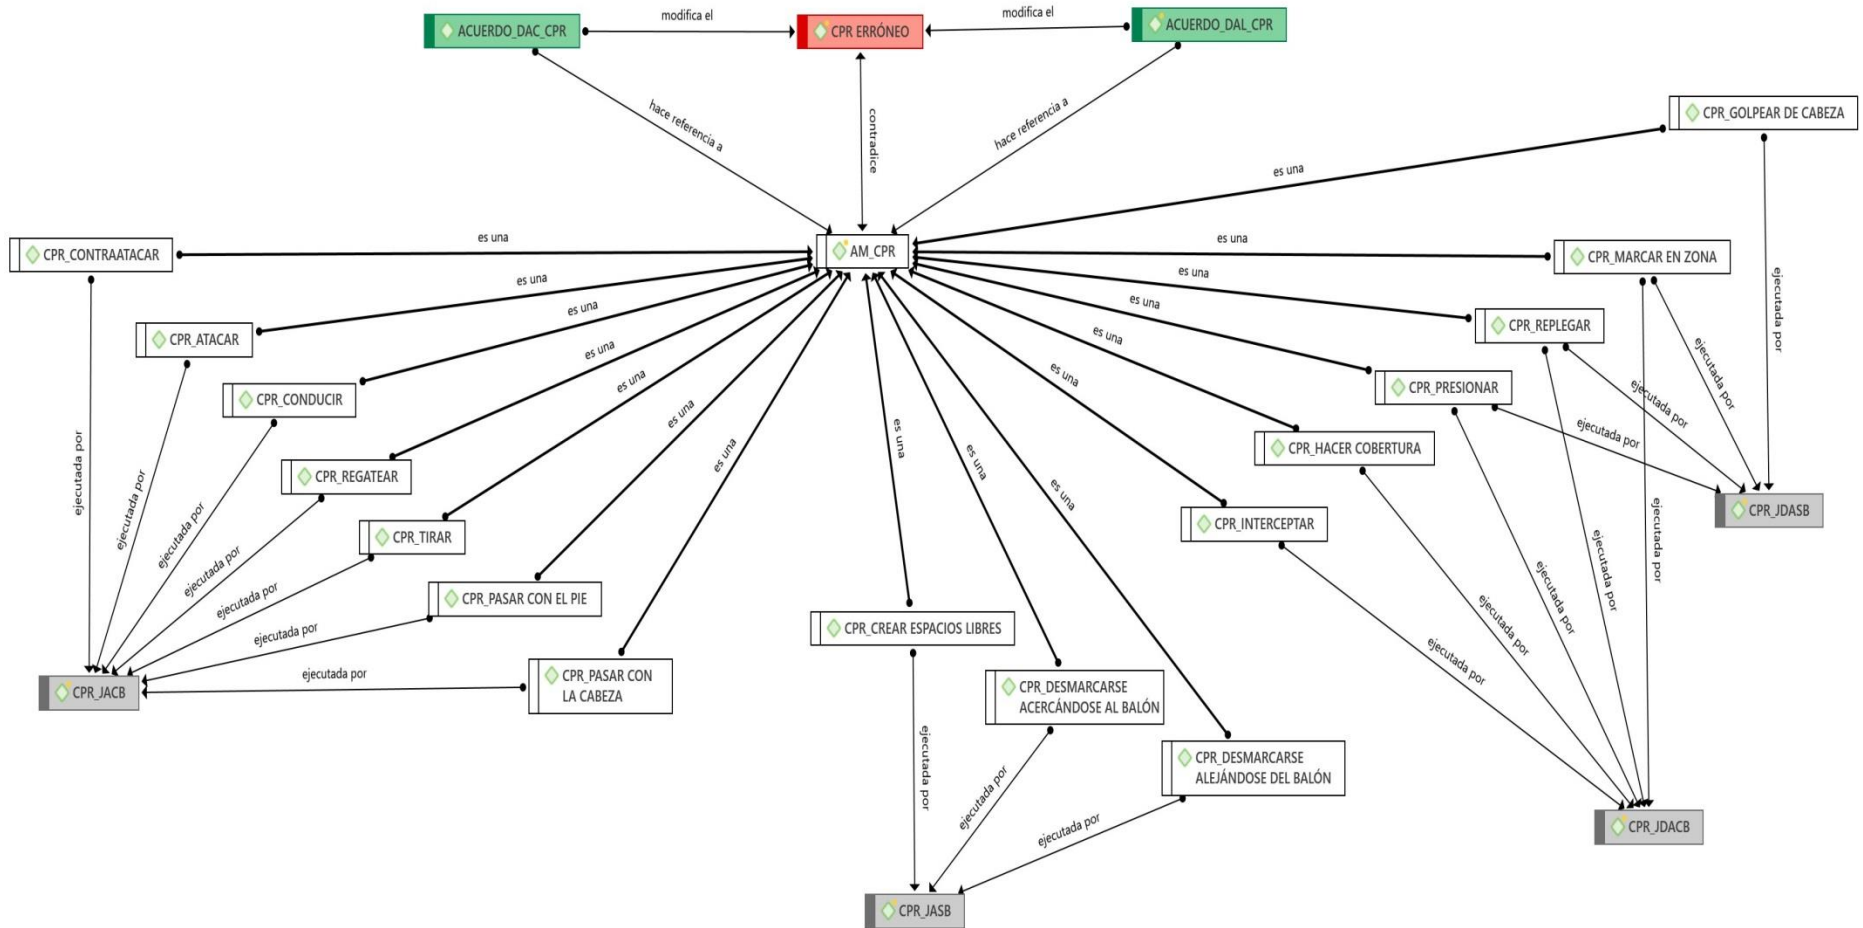 modifica el
modifica el
ACUERDO_DAC_CPR
CPR ERRÓNEO
ACUERDO_DAL_CPR
hace referencia a
contradice
hace referencia a
CPR_GOLPEAR DE CABEZA
es una
es una
es una
CPR_CONTRAATACAR
AM_CPR
CPR_MARCAR EN ZONA
es una
es una
es una
es una
ejecutada por
CPR_ATACAR
CPR_REPLEGAR
es una
es una
ejecutada por
es una
es una
CPR_CONDUCIR
CPR_PRESIONAR
ejecutada por
es una
es una
es una
es una
es una
ejecutada por
CPR_REGATEAR
CPR_HACER COBERTURA
ejecutada por
ejecutada por
es una
CPR_TIRAR
CPR_INTERCEPTAR
CPR_JDASB
ejecutada por
ejecutada por
ejecutada por
ejecutada por
ejecutada por
ejecutada por
ejecutada por
CPR_PASAR CON EL PIE
ejecutada por
CPR_CREAR ESPACIOS LIBRES
ejecutada por
ejecutada por
ejecutada por
CPR_JACB
CPR_PASAR CON
LA CABEZA
CPR_DESMARCARSE
ACERCÁNDOSE AL BALÓN
ejecutada por
CPR_DESMARCARSE
ALEJÁNDOSE DEL BALÓN
ejecutada por
ejecutada por
CPR_JDACB
CPR_JASB